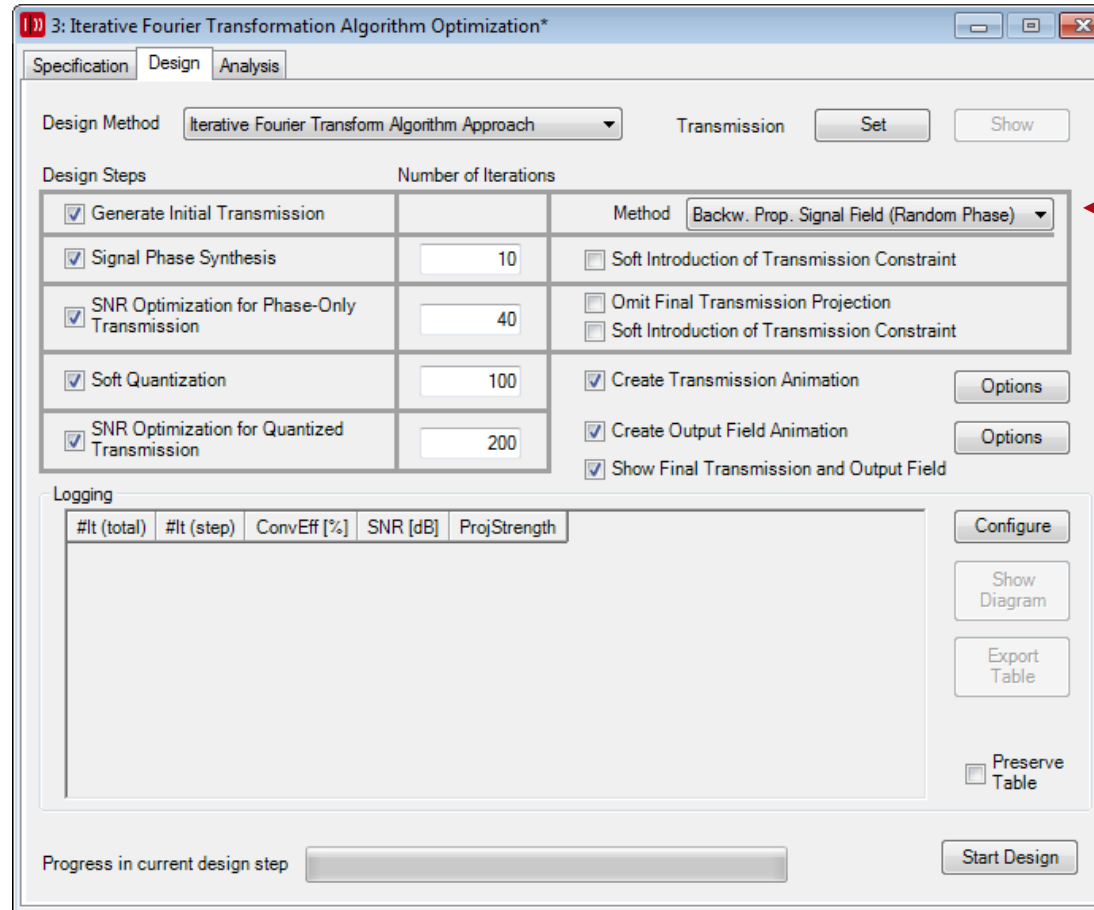 3: Iterative Fourier Transformation Algorithm Optimization*
Specification Design Analysis
Design Method Iterative Fourier Transform Algorithm Approach Transmission Set Show
Design Steps Number of Iterations
Generate Initial Transmission Method Backw. Prop. Signal Field (Random Phase)
Signal Phase Synthesis 10 Soft Introduction of Transmission Constraint
SNR Optimization for Phase-Only
Transmission
40
Omit Final Transmission Projection
Soft Introduction of Transmission Constraint
Soft Quantization 100 Create Transmission Animation Options
SNR Optimization for Quantized
Transmission
200
Create Output Field Animation Options
Show Final Transmission and Output Field
Logging
#It (total) #It (step) ConvEff [%] SNR [dB] ProjStrength
Configure
Show
Diagram
Export
Table
Preserve
Table
Progress in current design step Start Design